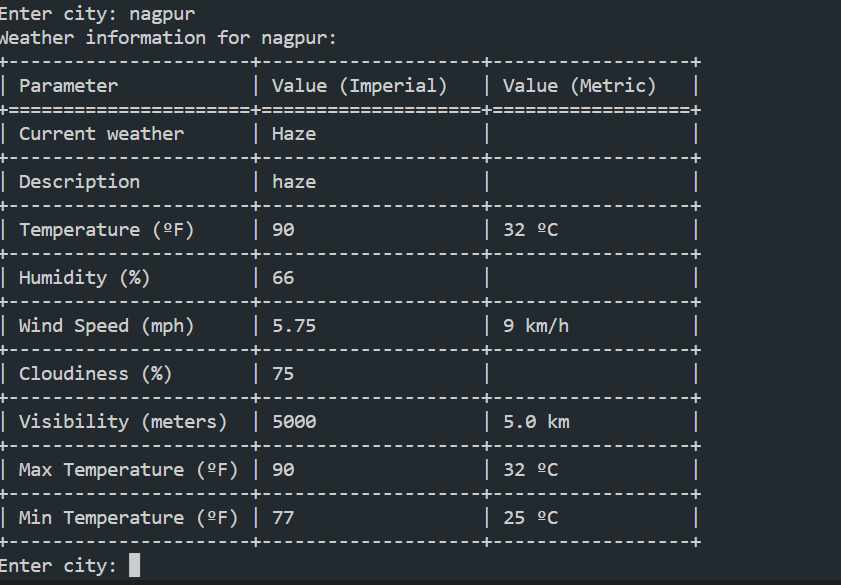 Enter city: nagpur
Weather information for nagpur:
+----------------------+--------------------+------------------+
| Parameter            | Value (Imperial)   | Value (Metric)   |
+======================+====================+==================+
| Current weather      | Haze               |                  |
+----------------------+--------------------+------------------+
| Description          | haze               |                  |
+----------------------+--------------------+------------------+
| Temperature (ºF)     | 90                 | 32 ºC            |
+----------------------+--------------------+------------------+
| Humidity (%)         | 66                 |                  |
+----------------------+--------------------+------------------+
| Wind Speed (mph)     | 5.75               | 9 km/h           |
+----------------------+--------------------+------------------+
| Cloudiness (%)       | 75                 |                  |
+----------------------+--------------------+------------------+
| Visibility (meters)  | 5000               | 5.0 km           |
+----------------------+--------------------+------------------+
| Max Temperature (ºF) | 90                 | 32 ºC            |
+----------------------+--------------------+------------------+
| Min Temperature (ºF) | 77                 | 25 ºC            |
+----------------------+--------------------+------------------+
Enter city: